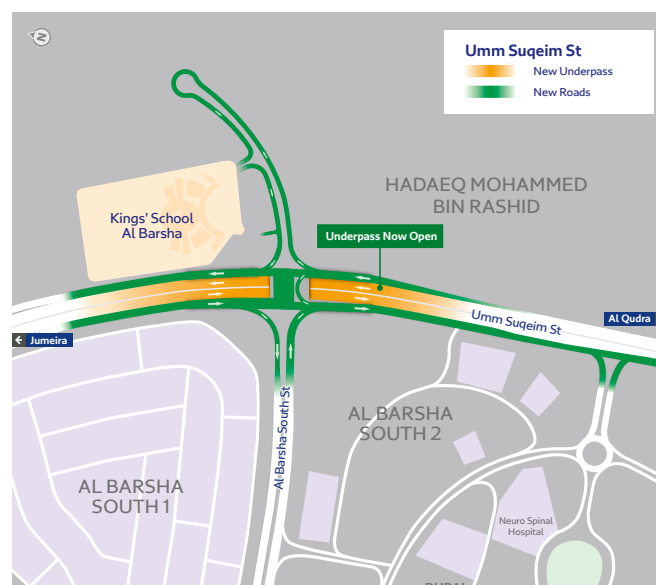 N
Umm Suqeim St
New Underpass
New Roads
HADAEQ MOHAMMED
BIN RASHID
Kings' School
Al Barsha
Underpass Now Open
Umm Suqeim St
Al Qudra
Jumeira
Al Barsha South St
AL BARSHA
SOUTH 2
AL BARSHA
SOUTH 1
Neuro Spinal
Hospital